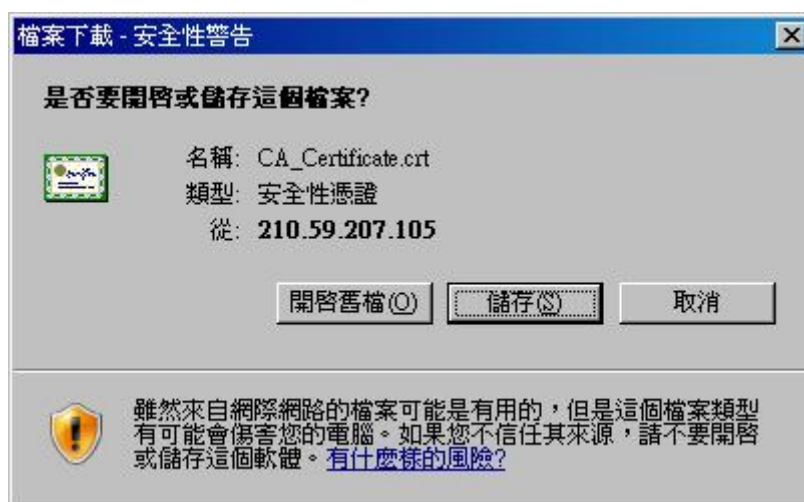 檔案下載 - 安全性警告
是否要開啓或儲存這個檔案?
名稱: CA_Certificate.crt
類型: 安全性憑證
從: 210.59.207.105
開啓舊檔(O) 儲存(S) 取消
雖然來自網際網路的檔案可能是有用的，但是這個檔案類型
有可能會傷害您的電腦。如果您不信任其來源，請不要開啓
或儲存這個軟體。有什麼樣的風險?